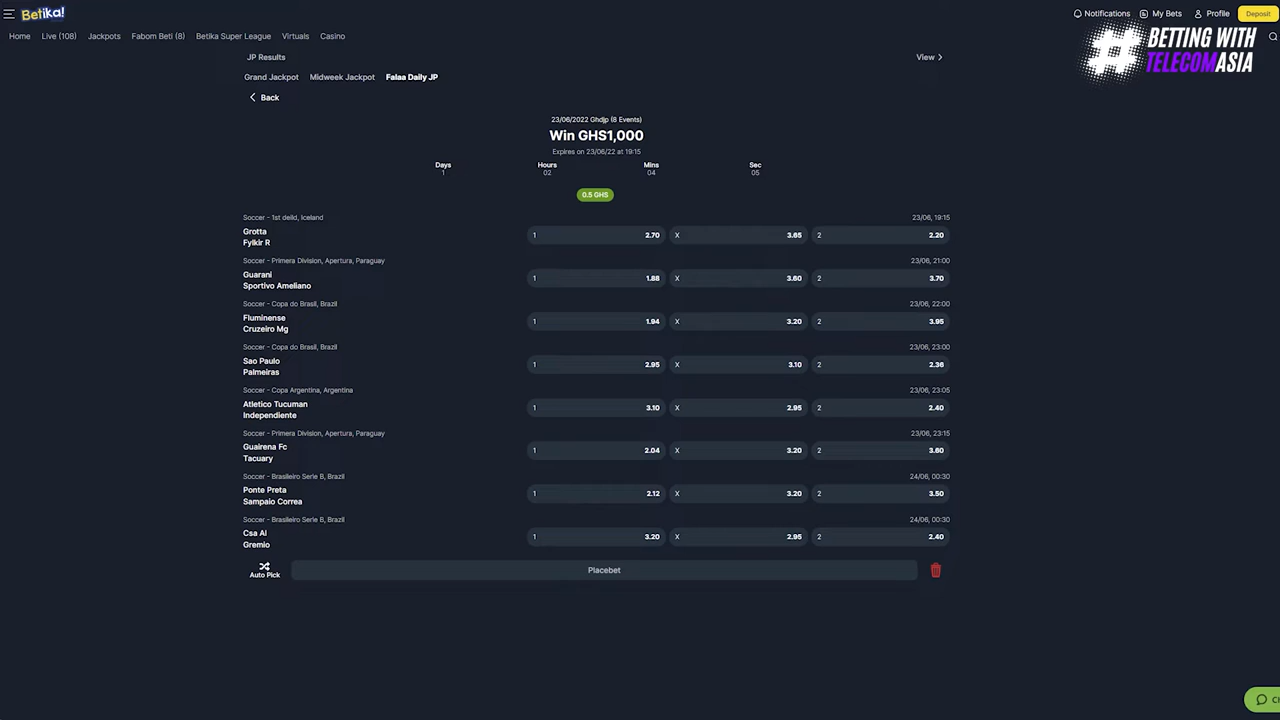 Betika!
Notifications My Bets Profile Deposit
Home Live (108) Jackpots Fabom Beti (8) Betika Super League Virtuals Casino
# BETTING WITH
TELECOMASIA
JP Results View
Grand Jackpot Midweek Jackpot Falaa Daily JP
Back
23/06/2022 Ghdjp (8 Events)
Win GHS1,000
Expires on 23/06/22 at 19:15
Days Hours Mins Sec
1 02 04 05
0.5 GHS
Soccer - 1st deild, Iceland 23/06, 19:15
Grotta
Fylkir R
1 2.70 X 3.65 2 2.20
Soccer - Primera Division, Apertura, Paraguay 23/06, 21:00
Guarani
Sportivo Ameliano
1 1.88 X 3.60 2 3.70
Soccer - Copa do Brasil, Brazil 23/06, 22:00
Fluminense
Cruzeiro Mg
1 1.94 X 3.20 2 3.95
Soccer - Copa do Brasil, Brazil 23/06, 23:00
Sao Paulo
Palmeiras
1 2.95 X 3.10 2 2.36
Soccer - Copa Argentina, Argentina 23/06, 23:05
Atletico Tucuman
Independiente
1 3.10 X 2.95 2 2.40
Soccer - Primera Division, Apertura, Paraguay 23/06, 23:15
Guairena Fc
Tacuary
1 2.04 X 3.20 2 3.60
Soccer - Brasileiro Serie B, Brazil 24/06, 00:30
Ponte Preta
Sampaio Correa
1 2.12 X 3.20 2 3.50
Soccer - Brasileiro Serie B, Brazil 24/06, 00:30
Csa Al
Gremio
1 3.20 X 2.95 2 2.40
Auto Pick Placebet